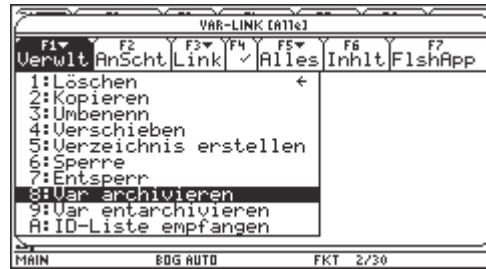 VAR-LINK [Alle]
F1▾ F2 F3▾ F4 F5▾ F6 F7
Verwlt AnScht Link ✓ Alles Inhlt FlshApp
1:Löschen ←
2:Kopieren
3:Umbenenn
4:Verschieben
5:Verzeichnis erstellen
6:Sperre
7:Entsperr
8:Var archivieren
9:Var entarchivieren
A:ID-Liste empfangen
MAIN BOG AUTO FKT 2/30